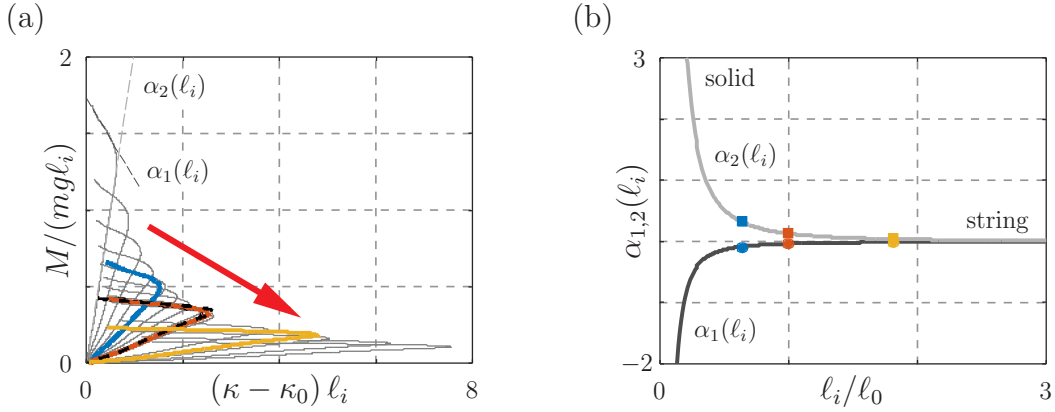 (a)
2
α₂(ℓᵢ)
α₁(ℓᵢ)
M/(mgℓᵢ)
0
0
(κ − κ₀) ℓᵢ
8
(b)
3
solid
α₂(ℓᵢ)
string
α₁,₂(ℓᵢ)
α₁(ℓᵢ)
−2
0
ℓᵢ/ℓ₀
3